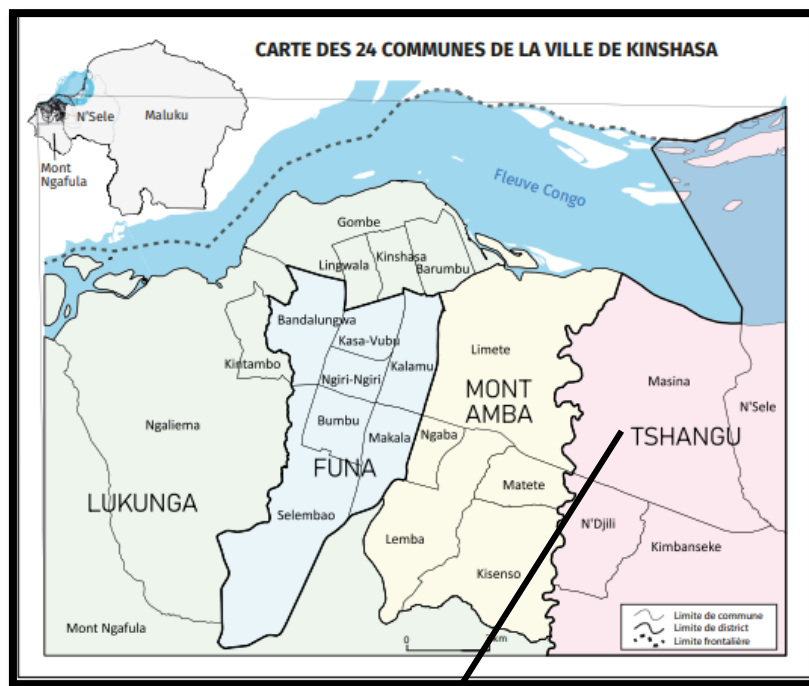 CARTE DES 24 COMMUNES DE LA VILLE DE KINSHASA
N'Sele
Maluku
Mont
Ngafula
Fleuve Congo
Gombe
Lingwala
Kinshasa
Barumbu
Bandalungwa
Kasa-Vubu
Kintambo
Ngiri-Ngiri
Kalamu
Limete
MONT
AMBA
Masina
N'Sele
Ngaliema
Bumbu
Makala
Ngaba
TSHANGU
FUNA
LUKUNGA
Matete
Selembao
Lemba
N'Djili
Kimbanseke
Kisenso
Mont Ngafula
0
km
Limite de commune
Limite de district
Limite frontalière